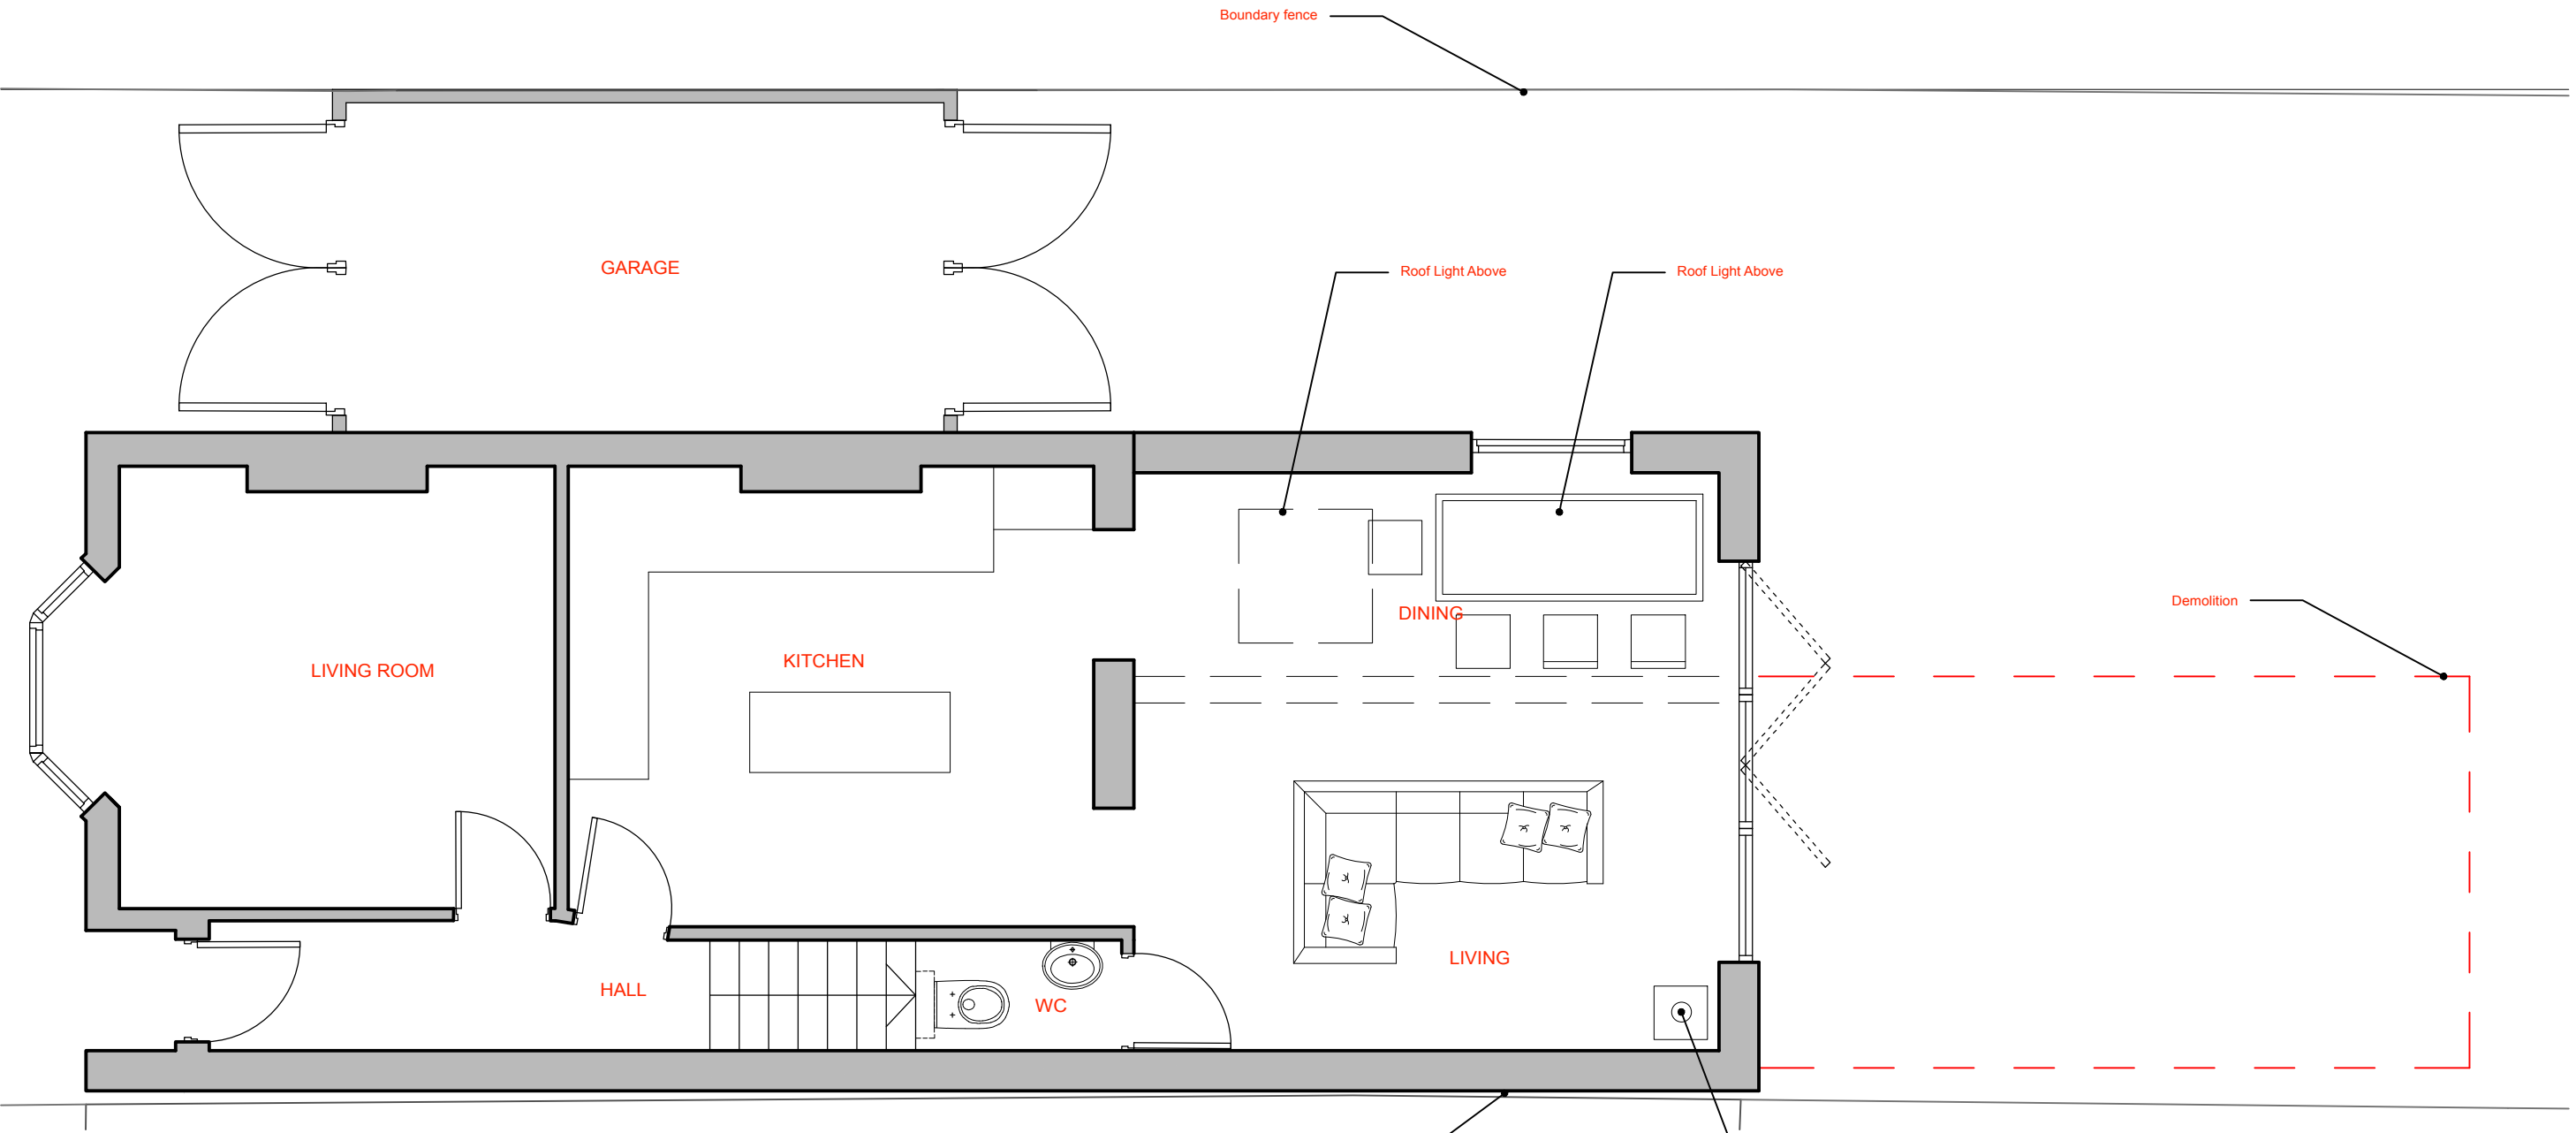 Boundary fence
GARAGE
Roof Light Above
Roof Light Above
Demolition
DINING
KITCHEN
LIVING ROOM
LIVING
HALL
WC